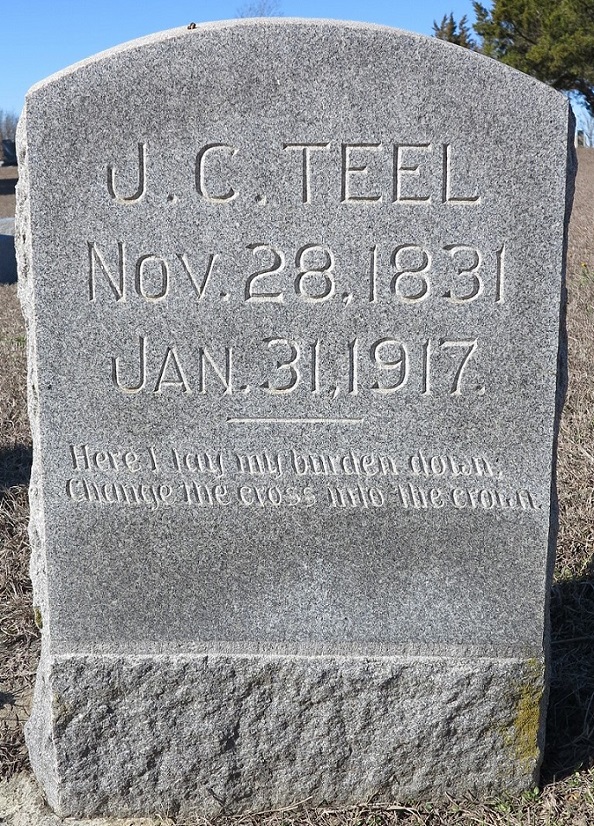 J. C. TEEL
Nov. 28, 1831
Jan. 31, 1917.
Here I lay my burden down,
Change the cross into the crown.